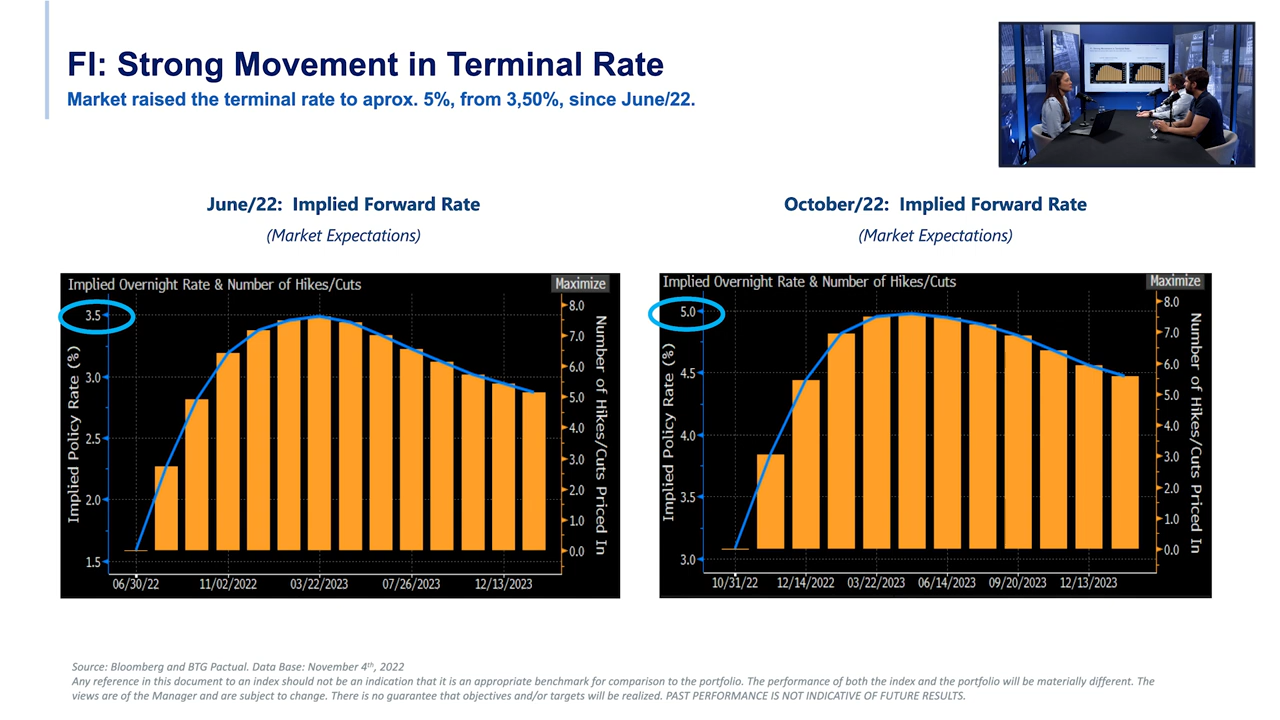 FI: Strong Movement in Terminal Rate
Market raised the terminal rate to aprox. 5%, from 3,50%, since June/22.
June/22: Implied Forward Rate
(Market Expectations)
October/22: Implied Forward Rate
(Market Expectations)
Implied Overnight Rate & Number of Hikes/Cuts
Maximize
Implied Policy Rate (%)
3.5
3.0
2.5
2.0
1.5
8.0
7.0
6.0
5.0
4.0
3.0
2.0
1.0
0.0
Number of Hikes/Cuts Priced In
06/30/22 11/02/2022 03/22/2023 07/26/2023 12/13/2023
Implied Overnight Rate & Number of Hikes/Cuts
Maximize
Implied Policy Rate (%)
5.0
4.5
4.0
3.5
3.0
8.0
7.0
6.0
5.0
4.0
3.0
2.0
1.0
0.0
Number of Hikes/Cuts Priced In
10/31/22 12/14/2022 03/22/2023 06/14/2023 09/20/2023 12/13/2023
Source: Bloomberg and BTG Pactual. Data Base: November 4th, 2022
Any reference in this document to an index should not be an indication that it is an appropriate benchmark for comparison to the portfolio. The performance of both the index and the portfolio will be materially different. The
views are of the Manager and are subject to change. There is no guarantee that objectives and/or targets will be realized. PAST PERFORMANCE IS NOT INDICATIVE OF FUTURE RESULTS.